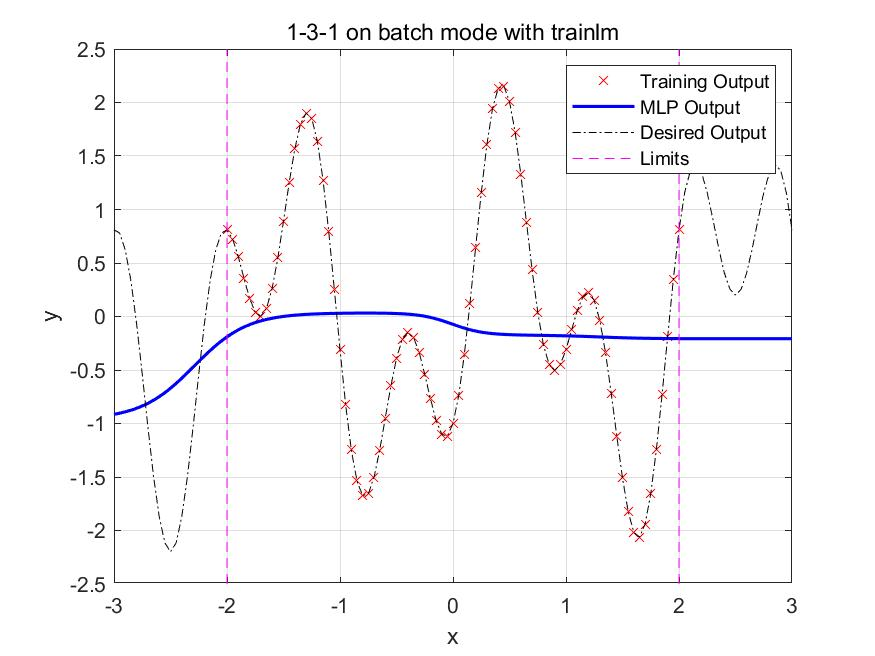 1-3-1 on batch mode with trainlm
2.5
2
1.5
1
0.5
0
-0.5
-1
-1.5
-2
-2.5
y
Training Output
MLP Output
Desired Output
Limits
-3 -2 -1 0 1 2 3
x